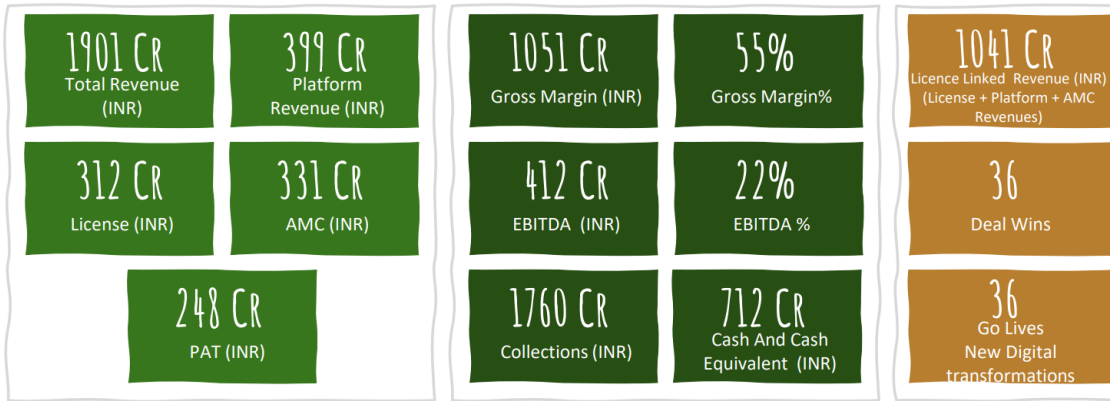 1901 Cr
Total Revenue
(INR)
399 Cr
Platform
Revenue (INR)
312 Cr
License (INR)
331 Cr
AMC (INR)
248 Cr
PAT (INR)
1051 Cr
Gross Margin (INR)
55%
Gross Margin%
412 Cr
EBITDA (INR)
22%
EBITDA %
1760 Cr
Collections (INR)
712 Cr
Cash And Cash
Equivalent (INR)
1041 Cr
Licence Linked Revenue (INR)
(License + Platform + AMC
Revenues)
36
Deal Wins
36
Go Lives
New Digital
transformations